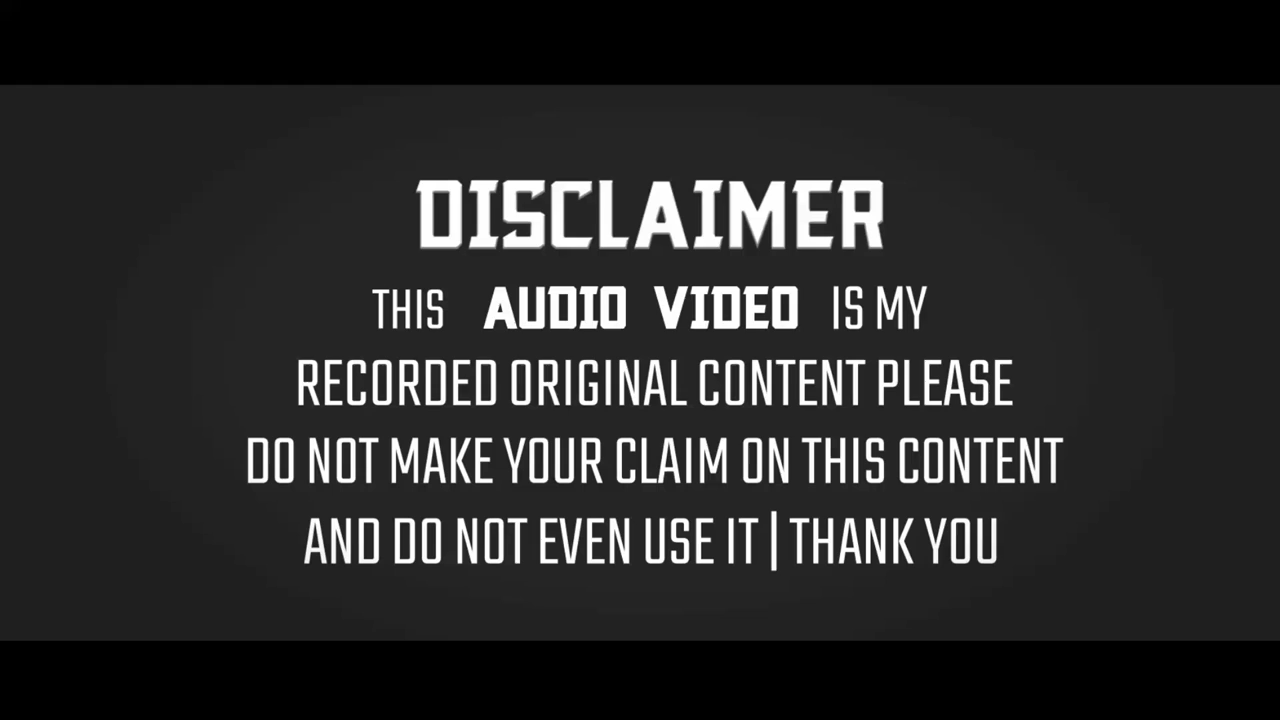 DISCLAIMER
THIS AUDIO VIDEO IS MY
RECORDED ORIGINAL CONTENT PLEASE
DO NOT MAKE YOUR CLAIM ON THIS CONTENT
AND DO NOT EVEN USE IT | THANK YOU